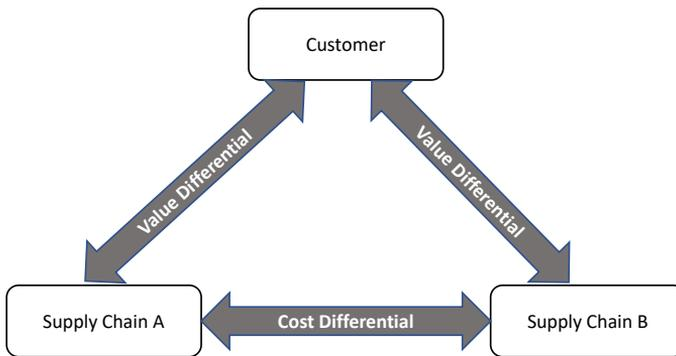 Customer
Value Differential
Value Differential
Supply Chain A
Cost Differential
Supply Chain B